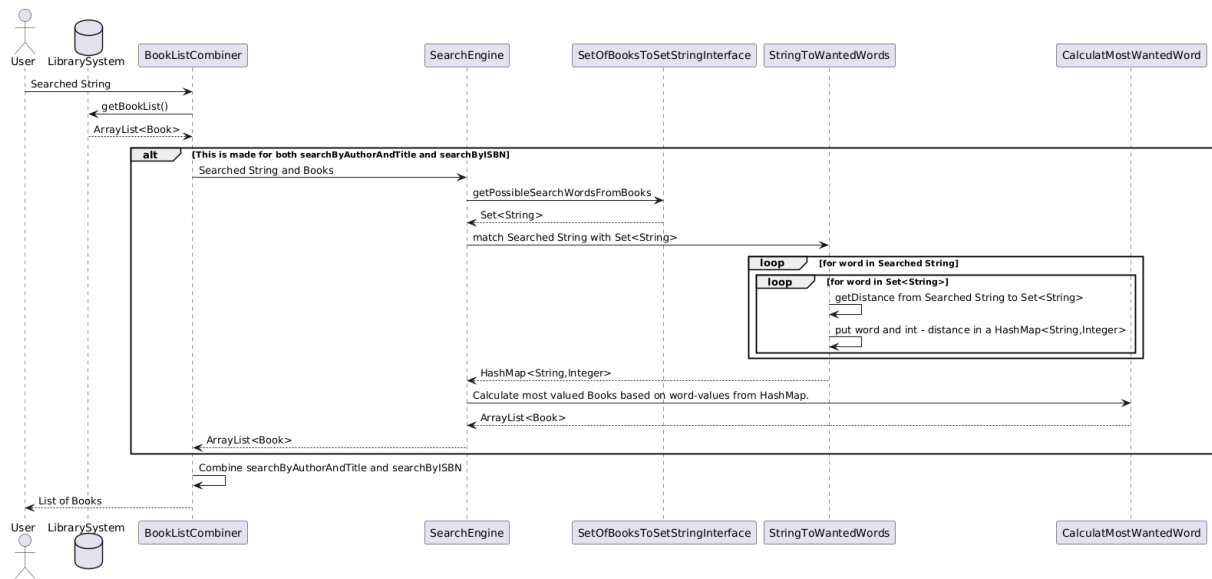 User
LibrarySystem
BookListCombiner
SearchEngine
SetOfBooksToSetStringInterface
StringToWantedWords
CalculatMostWantedWord
Searched String
getBookList()
ArrayList<Book>
alt [This is made for both searchByAuthorAndTitle and searchByISBN]
Searched String and Books
getPossibleSearchWordsFromBooks
Set<String>
match Searched String with Set<String>
loop [for word in Searched String]
loop [for word in Set<String>]
getDistance from Searched String to Set<String>
put word and int - distance in a HashMap<String,Integer>
HashMap<String,Integer>
Calculate most valued Books based on word-values from HashMap.
ArrayList<Book>
ArrayList<Book>
Combine searchByAuthorAndTitle and searchByISBN
List of Books
User
LibrarySystem
BookListCombiner
SearchEngine
SetOfBooksToSetStringInterface
StringToWantedWords
CalculatMostWantedWord